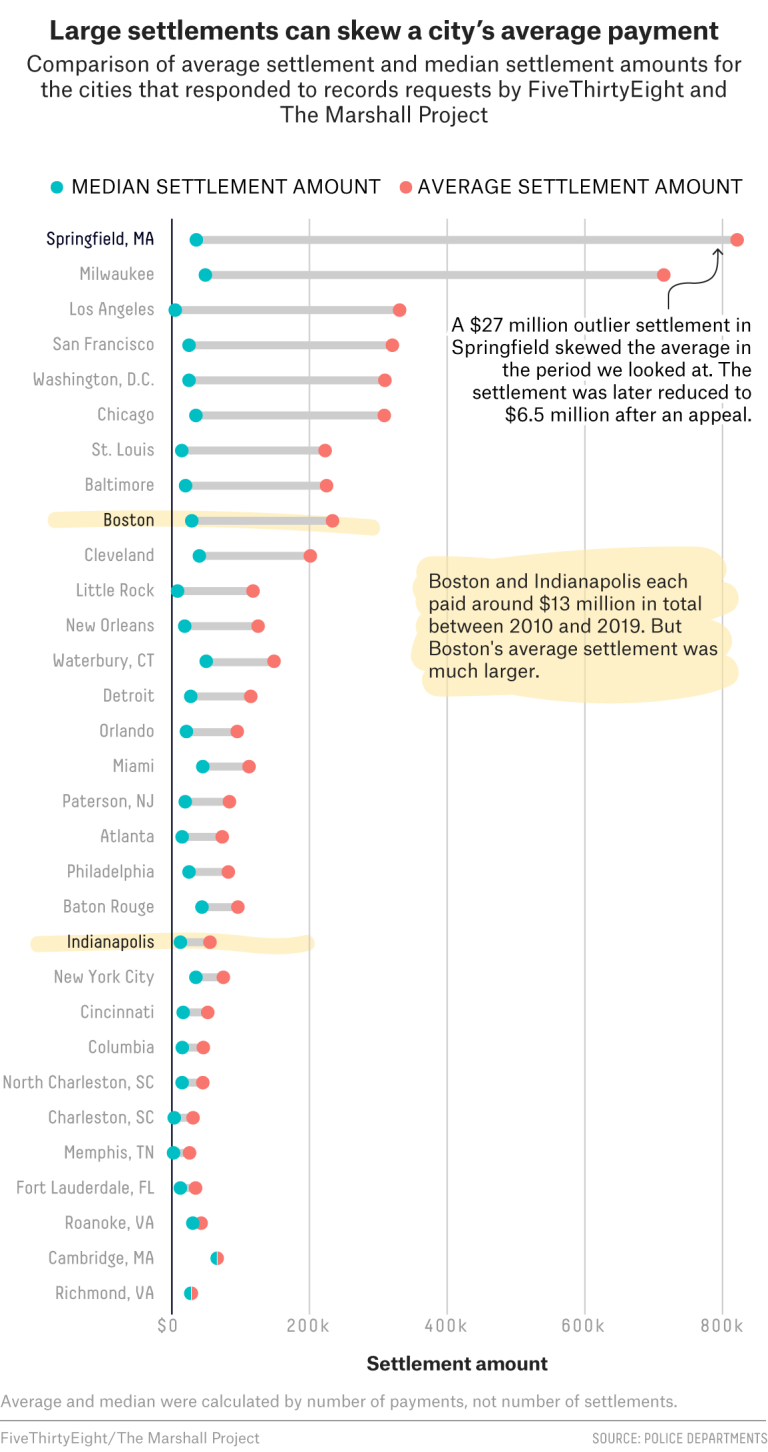 Large settlements can skew a city's average payment
Comparison of average settlement and median settlement amounts for
the cities that responded to records requests by FiveThirtyEight and
The Marshall Project
MEDIAN SETTLEMENT AMOUNT
AVERAGE SETTLEMENT AMOUNT
Springfield, MA
Milwaukee
Los Angeles
A $27 million outlier settlement in
Springfield skewed the average in
the period we looked at. The
settlement was later reduced to
$6.5 million after an appeal.
San Francisco
Washington, D.C.
Chicago
St. Louis
Baltimore
Boston
Cleveland
Boston and Indianapolis each
paid around $13 million in total
between 2010 and 2019. But
Boston's average settlement was
much larger.
Little Rock
New Orleans
Waterbury, CT
Detroit
Orlando
Miami
Paterson, NJ
Atlanta
Philadelphia
Baton Rouge
Indianapolis
New York City
Cincinnati
Columbia
North Charleston, SC
Charleston, SC
Memphis, TN
Fort Lauderdale, FL
Roanoke, VA
Cambridge, MA
Richmond, VA
$0
200k
400k
600k
800k
Settlement amount
Average and median were calculated by number of payments, not number of settlements.
FiveThirtyEight/The Marshall Project
SOURCE: POLICE DEPARTMENTS